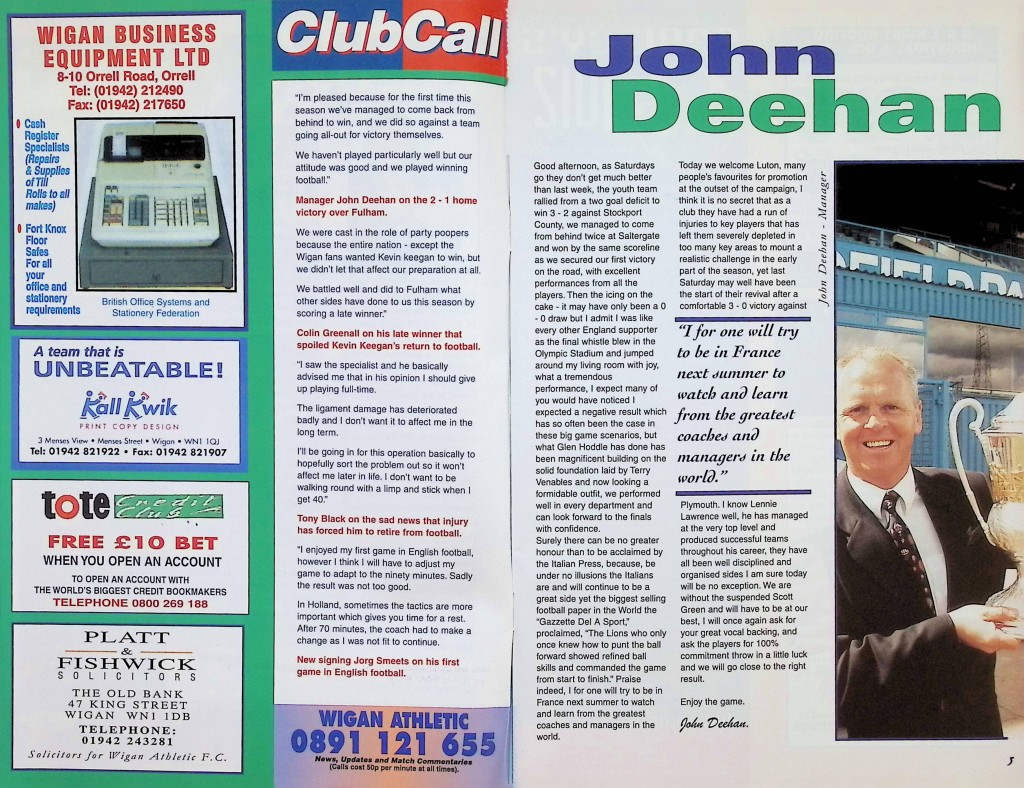 WIGAN BUSINESS
EQUIPMENT LTD
8-10 Orrell Road, Orrell
Tel: (01942) 212490
Fax: (01942) 217650
Cash
Register
Specialists
(Repairs
& Supplies
of Till
Rolls to all
makes)
Fort Knox
Floor
Safes
For all
your
office and
stationery
requirements
British Office Systems and
Stationery Federation
A team that is
UNBEATABLE!
Kall Kwik
PRINT COPY DESIGN
3 Menses View • Menses Street • Wigan • WN1 1QJ
Tel: 01942 821922 • Fax: 01942 821907
tote Credit
Club
FREE £10 BET
WHEN YOU OPEN AN ACCOUNT
TO OPEN AN ACCOUNT WITH
THE WORLD'S BIGGEST CREDIT BOOKMAKERS
TELEPHONE 0800 269 188
PLATT
&
FISHWICK
SOLICITORS
THE OLD BANK
47 KING STREET
WIGAN WN1 1DB
TELEPHONE:
01942 243281
Solicitors for Wigan Athletic F.C.
ClubCall
"I'm pleased because for the first time this
season we've managed to come back from
behind to win, and we did so against a team
going all-out for victory themselves.
We haven't played particularly well but our
attitude was good and we played winning
football."
Manager John Deehan on the 2 - 1 home
victory over Fulham.
We were cast in the role of party poopers
because the entire nation - except the
Wigan fans wanted Kevin keegan to win, but
we didn't let that affect our preparation at all.
We battled well and did to Fulham what
other sides have done to us this season by
scoring a late winner."
Colin Greenall on his late winner that
spoiled Kevin Keegan's return to football.
"I saw the specialist and he basically
advised me that in his opinion I should give
up playing full-time.
The ligament damage has deteriorated
badly and I don't want it to affect me in the
long term.
I'll be going in for this operation basically to
hopefully sort the problem out so it won't
affect me later in life. I don't want to be
walking round with a limp and stick when I
get 40."
Tony Black on the sad news that injury
has forced him to retire from football.
"I enjoyed my first game in English football,
however I think I will have to adjust my
game to adapt to the ninety minutes. Sadly
the result was not too good.
In Holland, sometimes the tactics are more
important which gives you time for a rest.
After 70 minutes, the coach had to make a
change as I was not fit to continue.
New signing Jorg Smeets on his first
game in English football.
WIGAN ATHLETIC
0891 121 655
News, Updates and Match Commentaries
(Calls cost 50p per minute at all times).
John
Deehan
Good afternoon, as Saturdays
go they don't get much better
than last week, the youth team
rallied from a two goal deficit to
win 3 - 2 against Stockport
County, we managed to come
from behind twice at Saltergate
and won by the same scoreline
as we secured our first victory
on the road, with excellent
performances from all the
players. Then the icing on the
cake - it may have only been a 0
- 0 draw but I admit I was like
every other England supporter
as the final whistle blew in the
Olympic Stadium and jumped
around my living room with joy,
what a tremendous
performance, I expect many of
you would have noticed I
expected a negative result which
has so often been the case in
these big game scenarios, but
what Glen Hoddle has done has
been magnificent building on the
solid foundation laid by Terry
Venables and now looking a
formidable outfit, we performed
well in every department and
can look forward to the finals
with confidence.
Surely there can be no greater
honour than to be acclaimed by
the Italian Press, because, be
under no illusions the Italians
are and will continue to be a
great side yet the biggest selling
football paper in the World the
"Gazzette Del A Sport,"
proclaimed, "The Lions who only
once knew how to punt the ball
forward showed refined ball
skills and commanded the game
from start to finish." Praise
indeed, I for one will try to be in
France next summer to watch
and learn from the greatest
coaches and managers in the
world.
Today we welcome Luton, many
people's favourites for promotion
at the outset of the campaign, I
think it is no secret that as a
club they have had a run of
injuries to key players that has
left them severely depleted in
too many key areas to mount a
realistic challenge in the early
part of the season, yet last
Saturday may well have been
the start of their revival after a
comfortable 3 - 0 victory against
"I for one will try
to be in France
next summer to
watch and learn
from the greatest
coaches and
managers in the
world."
Plymouth. I know Lennie
Lawrence well, he has managed
at the very top level and
produced successful teams
throughout his career, they have
all been well disciplined and
organised sides I am sure today
will be no exception. We are
without the suspended Scott
Green and will have to be at our
best, I will once again ask for
your great vocal backing, and
ask the players for 100%
commitment throw in a little luck
and we will go close to the right
result.
Enjoy the game.
John Deehan.
John Deehan - Manager
5